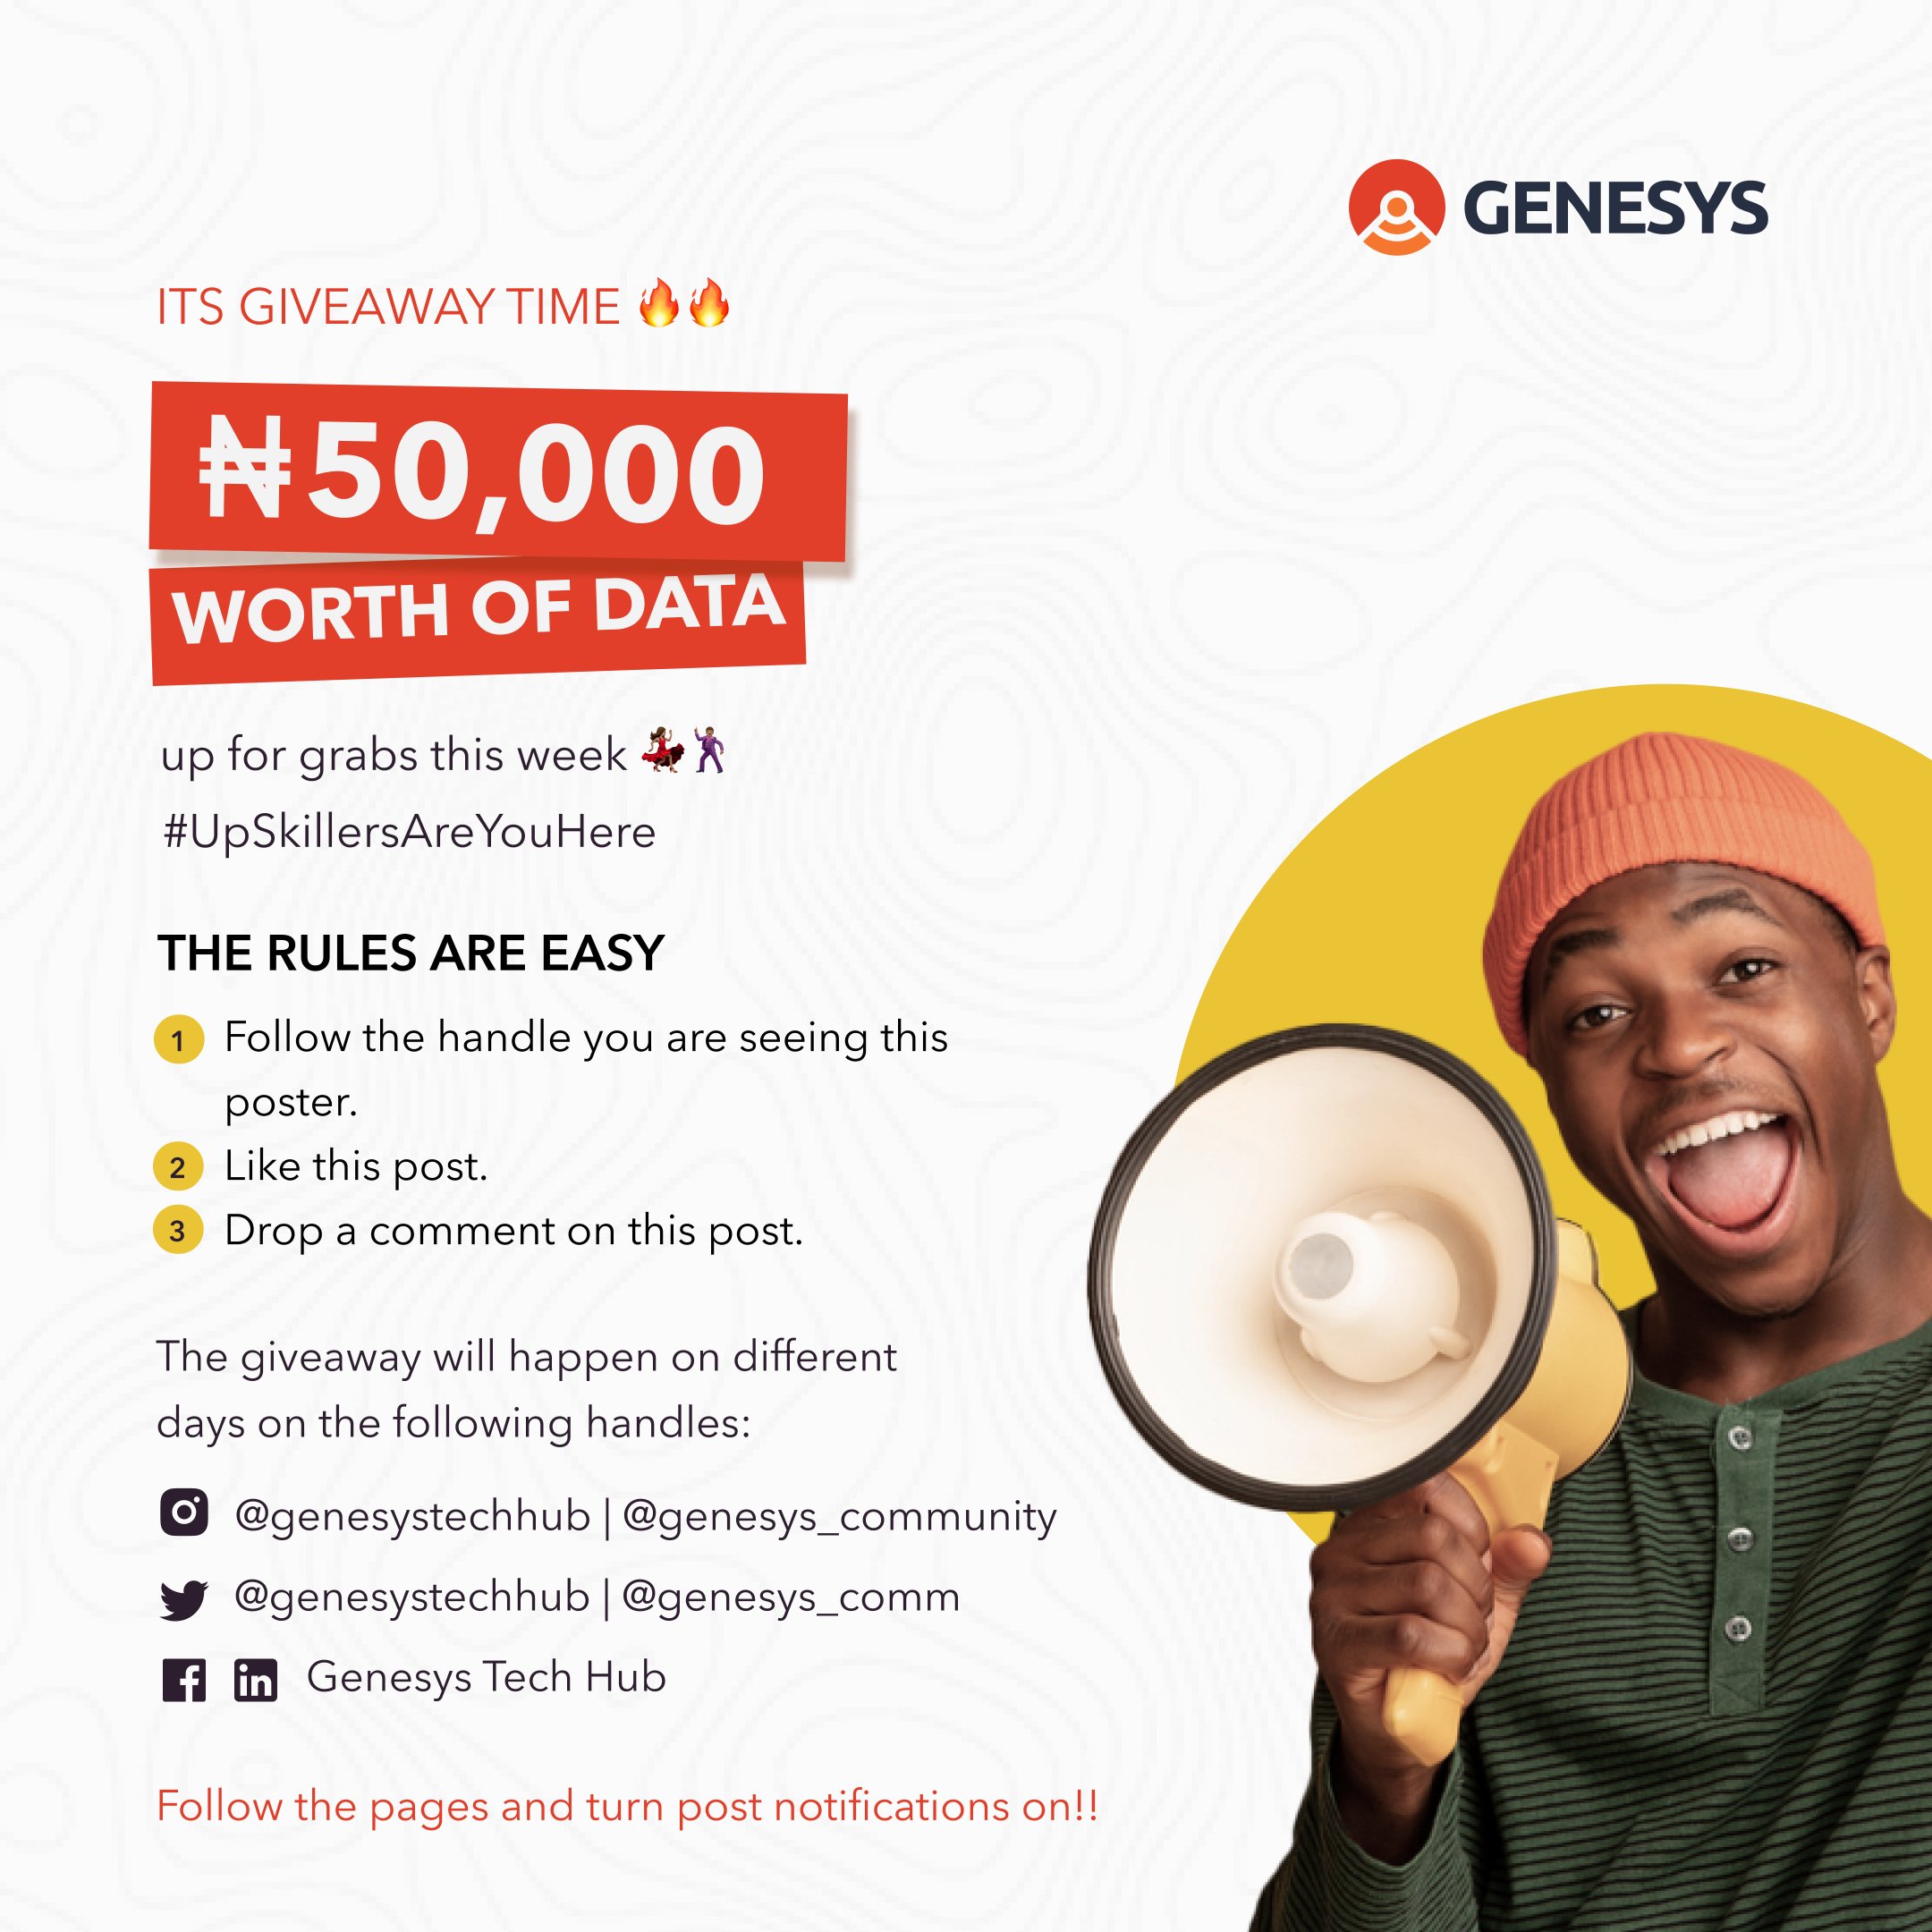 GENESYS
ITS GIVEAWAY TIME 🔥🔥
₦50,000
WORTH OF DATA
up for grabs this week 💃🏾🕺🏾
#UpSkillersAreYouHere
THE RULES ARE EASY
1 Follow the handle you are seeing this
poster.
2 Like this post.
3 Drop a comment on this post.
The giveaway will happen on different
days on the following handles:
@genesystechhub | @genesys_community
@genesystechhub | @genesys_comm
f in Genesys Tech Hub
Follow the pages and turn post notifications on!!